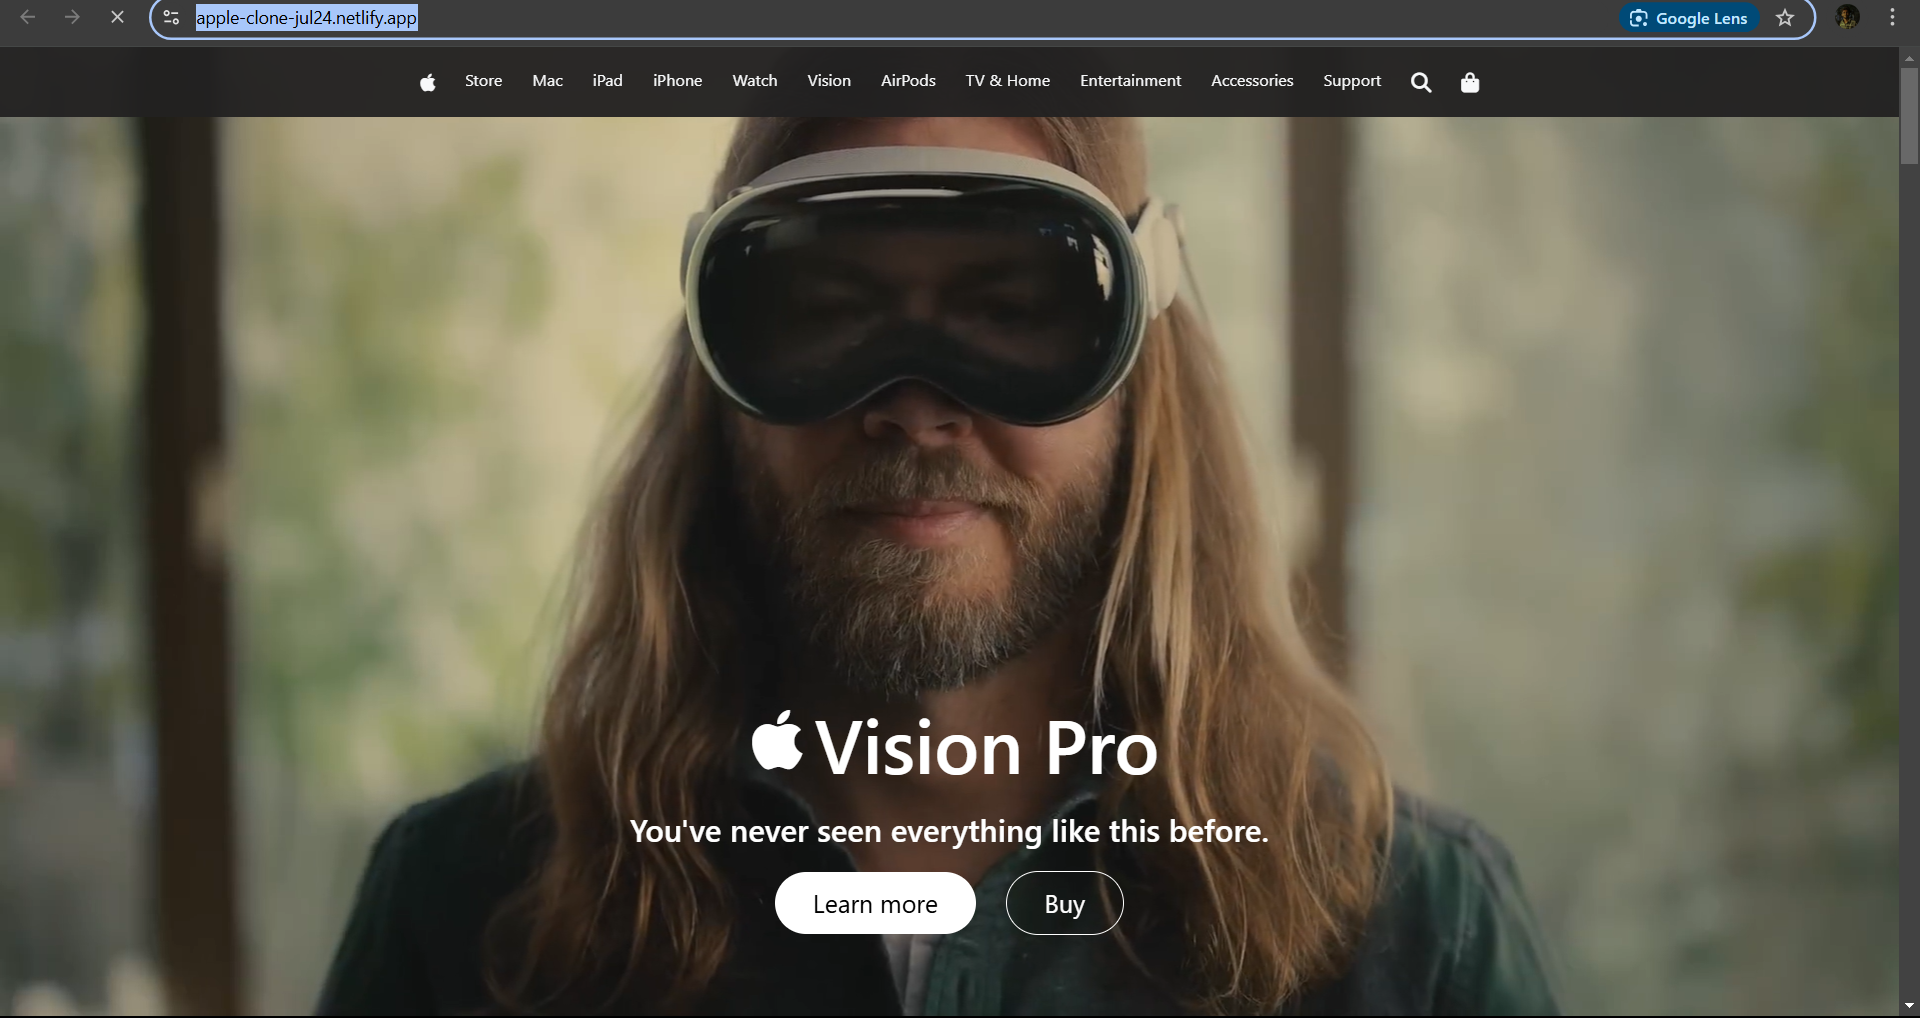 apple-clone-jul24.netlify.app
Google Lens
Store Mac iPad iPhone Watch Vision AirPods TV & Home Entertainment Accessories Support
Vision Pro
You've never seen everything like this before.
Learn more Buy